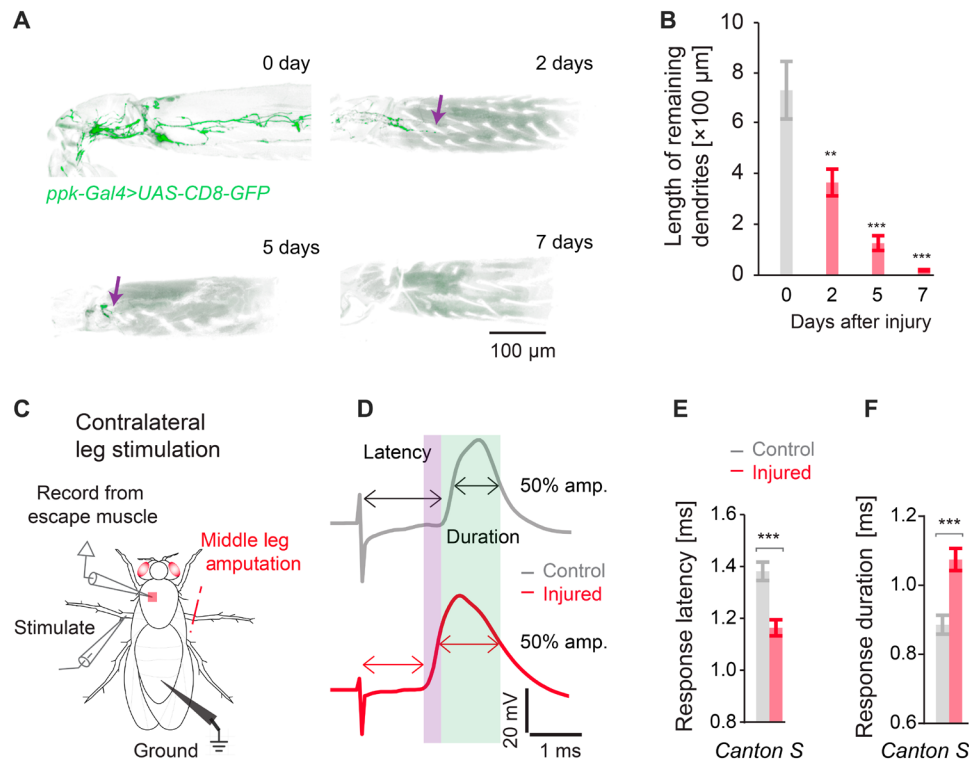 A
0 day
2 days
ppk-Gal4>UAS-CD8-GFP
5 days
7 days
100 µm
B
Length of remaining
dendrites [×100 µm]
10
8
6
4
2
0
**
***
***
0 2 5 7
Days after injury
C
Contralateral
leg stimulation
Record from
escape muscle
Middle leg
amputation
Stimulate
Ground
D
Latency
50% amp.
Duration
Control
Injured
50% amp.
20 mV
1 ms
E
Control
Injured
Response latency [ms]
1.6
1.4
1.2
1.0
0.8
***
Canton S
F
Response duration [ms]
1.2
1.0
0.8
0.6
***
Canton S